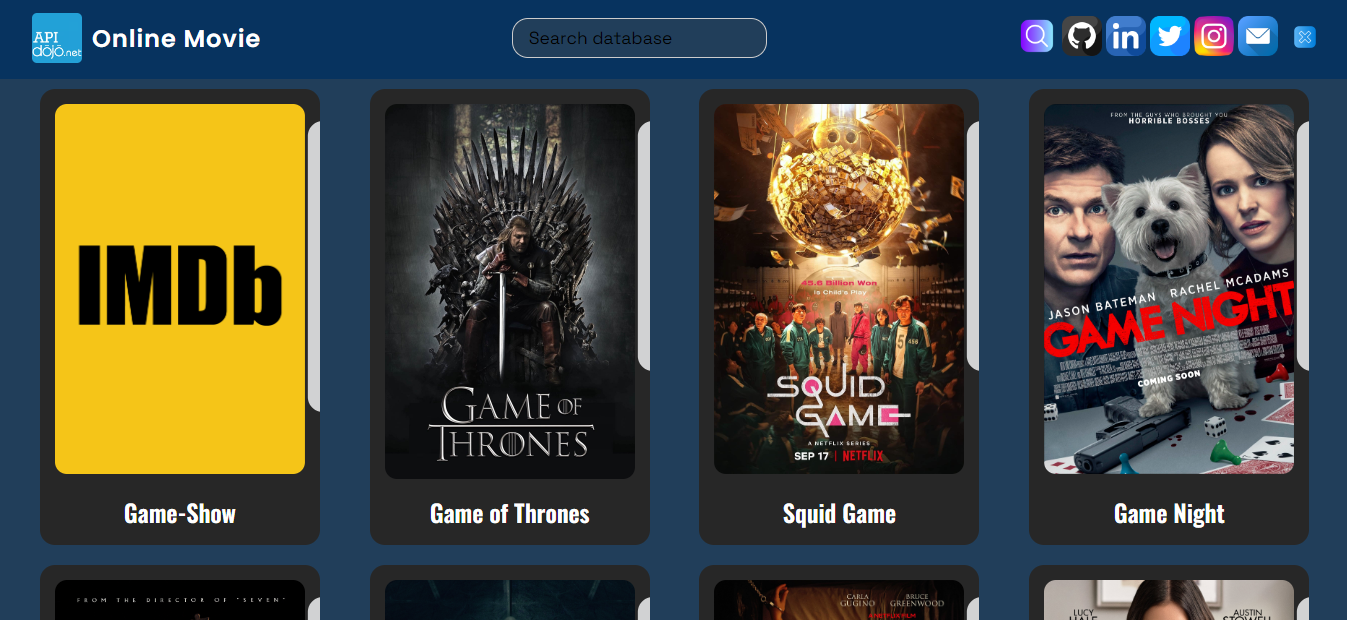 API
dojo.net
Online Movie
Search database
IMDb
GAME OF
THRONES
45.6 Billion Won
is Child's Play
SQUID
GAME
A NETFLIX SERIES
SEP 17 | NETFLIX
FROM THE GUYS WHO BROUGHT YOU
HORRIBLE BOSSES
JASON BATEMAN RACHEL MCADAMS
GAME NIGHT
COMING SOON
Game-Show
Game of Thrones
Squid Game
Game Night
FROM THE DIRECTOR OF "SEVEN"
CARLA
GUGINO
BRUCE
GREENWOOD
LUCY
HALE
AUSTIN
STOWELL